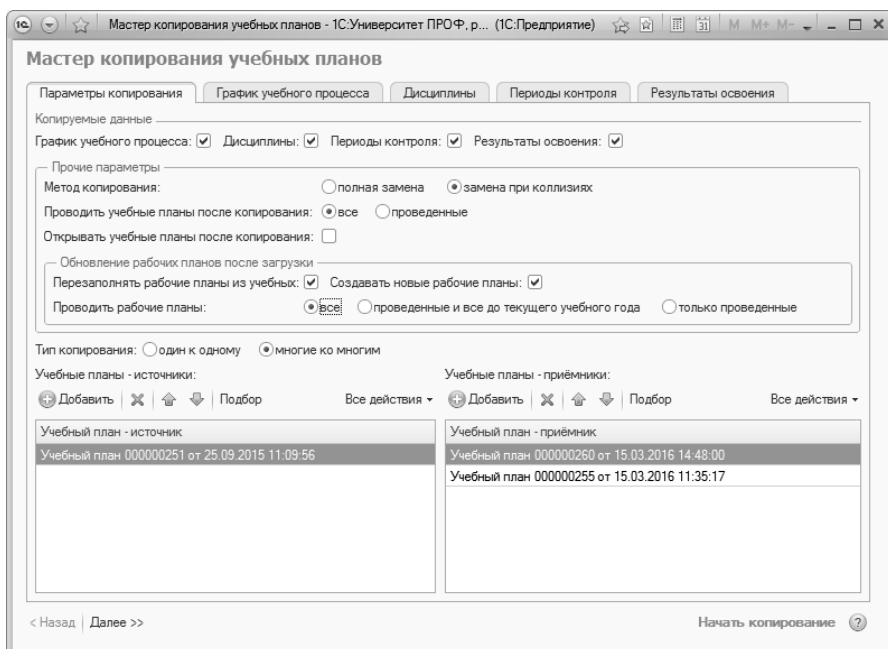 Мастер копирования учебных планов - 1С:Университет ПРОФ, р... (1С:Предприятие) 31 M M+ M-
Мастер копирования учебных планов
Параметры копирования График учебного процесса Дисциплины Периоды контроля Результаты освоения
Копируемые данные
График учебного процесса: Дисциплины: Периоды контроля: Результаты освоения:
Прочие параметры
Метод копирования: полная замена замена при коллизиях
Проводить учебные планы после копирования: все проведенные
Открывать учебные планы после копирования:
Обновление рабочих планов после загрузки
Перезаполнять рабочие планы из учебных: Создавать новые рабочие планы:
Проводить рабочие планы: все проведенные и все до текущего учебного года только проведенные
Тип копирования: один к одному многие ко многим
Учебные планы - источники: Учебные планы - приёмники:
Добавить Подбор Все действия Добавить Подбор Все действия
Учебный план - источник Учебный план - приёмник
Учебный план 000000251 от 25.09.2015 11:09:56 Учебный план 000000260 от 15.03.2016 14:48:00
Учебный план 000000255 от 15.03.2016 11:35:17
< Назад Далее >> Начать копирование ?